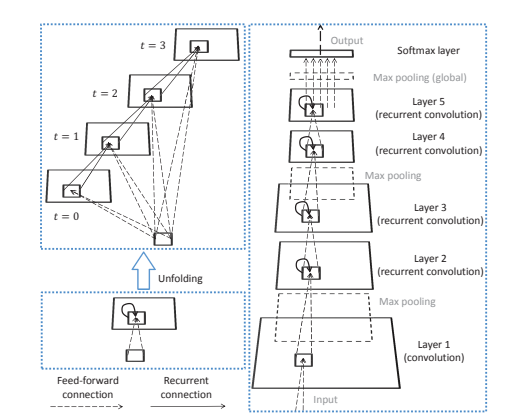 t = 3
t = 2
t = 1
t = 0
Unfolding
Feed-forward
connection
Recurrent
connection
Output
Softmax layer
Max pooling (global)
Layer 5
(recurrent convolution)
Layer 4
(recurrent convolution)
Max pooling
Layer 3
(recurrent convolution)
Layer 2
(recurrent convolution)
Max pooling
Layer 1
(convolution)
Input